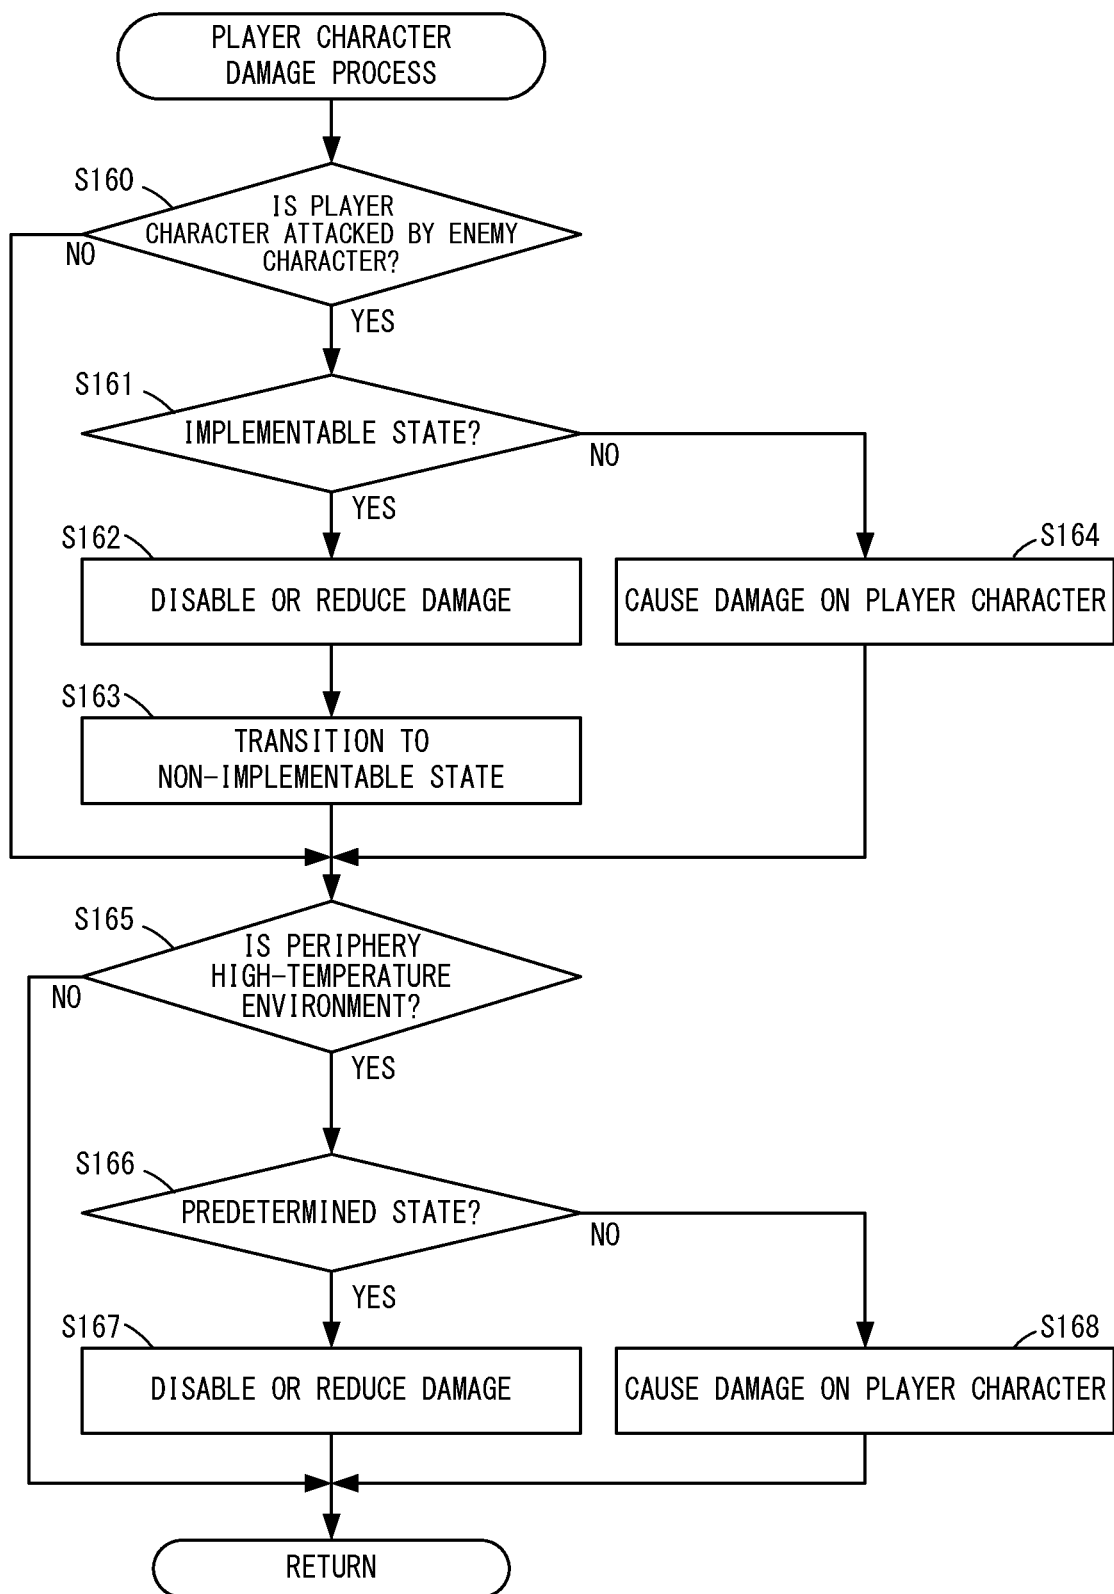 PLAYER CHARACTER
DAMAGE PROCESS
S160
IS PLAYER
CHARACTER ATTACKED BY ENEMY
CHARACTER?
NO
YES
S161
IMPLEMENTABLE STATE?
NO
YES
S162
DISABLE OR REDUCE DAMAGE
S164
CAUSE DAMAGE ON PLAYER CHARACTER
S163
TRANSITION TO
NON-IMPLEMENTABLE STATE
S165
IS PERIPHERY
HIGH-TEMPERATURE
ENVIRONMENT?
NO
YES
S166
PREDETERMINED STATE?
NO
YES
S167
DISABLE OR REDUCE DAMAGE
S168
CAUSE DAMAGE ON PLAYER CHARACTER
RETURN